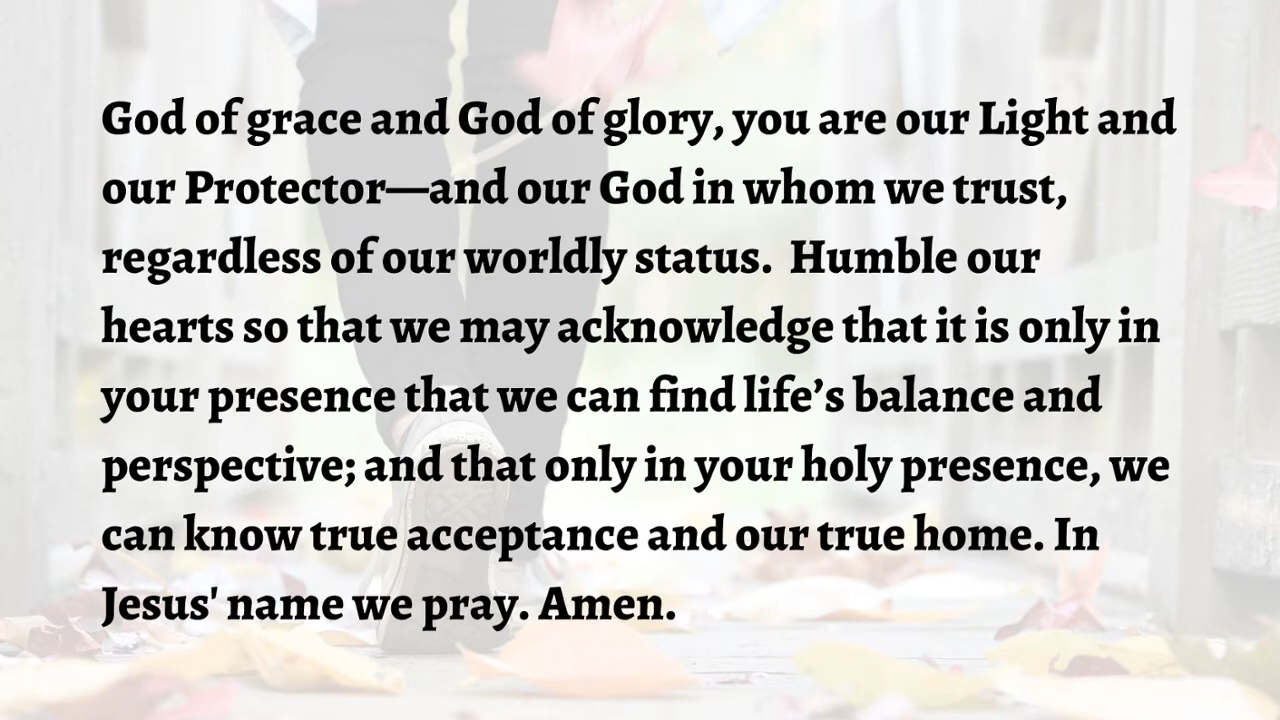 God of grace and God of glory, you are our Light and
our Protector—and our God in whom we trust,
regardless of our worldly status.  Humble our
hearts so that we may acknowledge that it is only in
your presence that we can find life’s balance and
perspective; and that only in your holy presence, we
can know true acceptance and our true home. In
Jesus' name we pray. Amen.